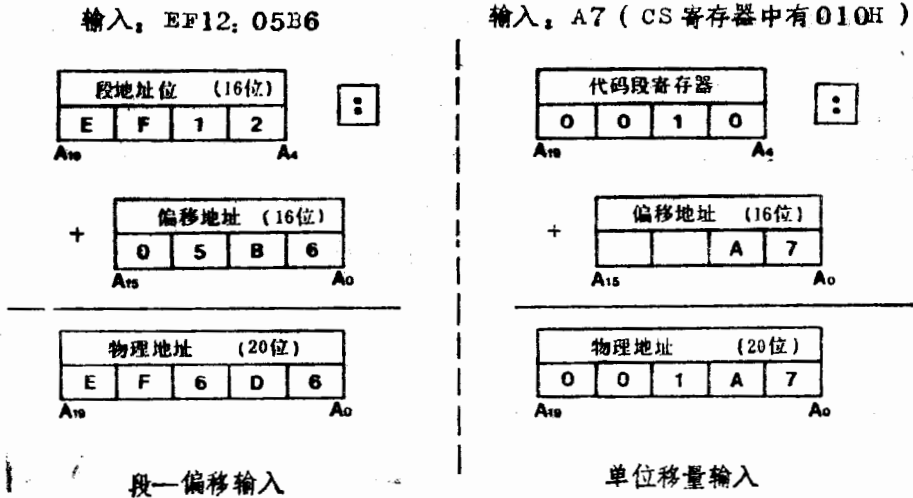 输入：EF12：05B6
段地址位 （16位）
E F 1 2
：
A19 A4
+
偏移地址 （16位）
0 5 B 6
A15 A0
物理地址 （20位）
E F 6 D 6
A19 A0
段一偏移输入
输入：A7（CS寄存器中有010H）
代码段寄存器
0 0 1 0
：
A19 A4
+
偏移地址 （16位）
A 7
A15 A0
物理地址 （20位）
0 0 1 A 7
A19 A0
单位移量输入